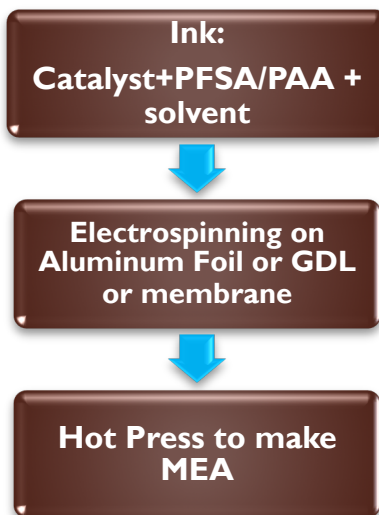 Ink:
Catalyst+PFSA/PAA +
solvent
Electrospinning on
Aluminum Foil or GDL
or membrane
Hot Press to make
MEA